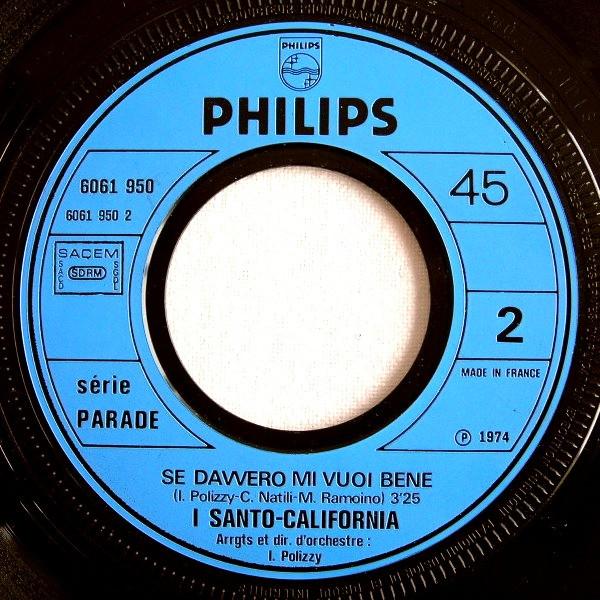 PHILIPS
PHILIPS
6061 950
6061 950 2
SACEM
SACD SDRM SGDL
série
PARADE
45
2
MADE IN FRANCE
℗ 1974
SE DAVVERO MI VUOI BENE
(I. Polizzy-C. Natili-M. Ramoino) 3'25
I SANTO-CALIFORNIA
Arrgts et dir. d'orchestre :
I. Polizzy